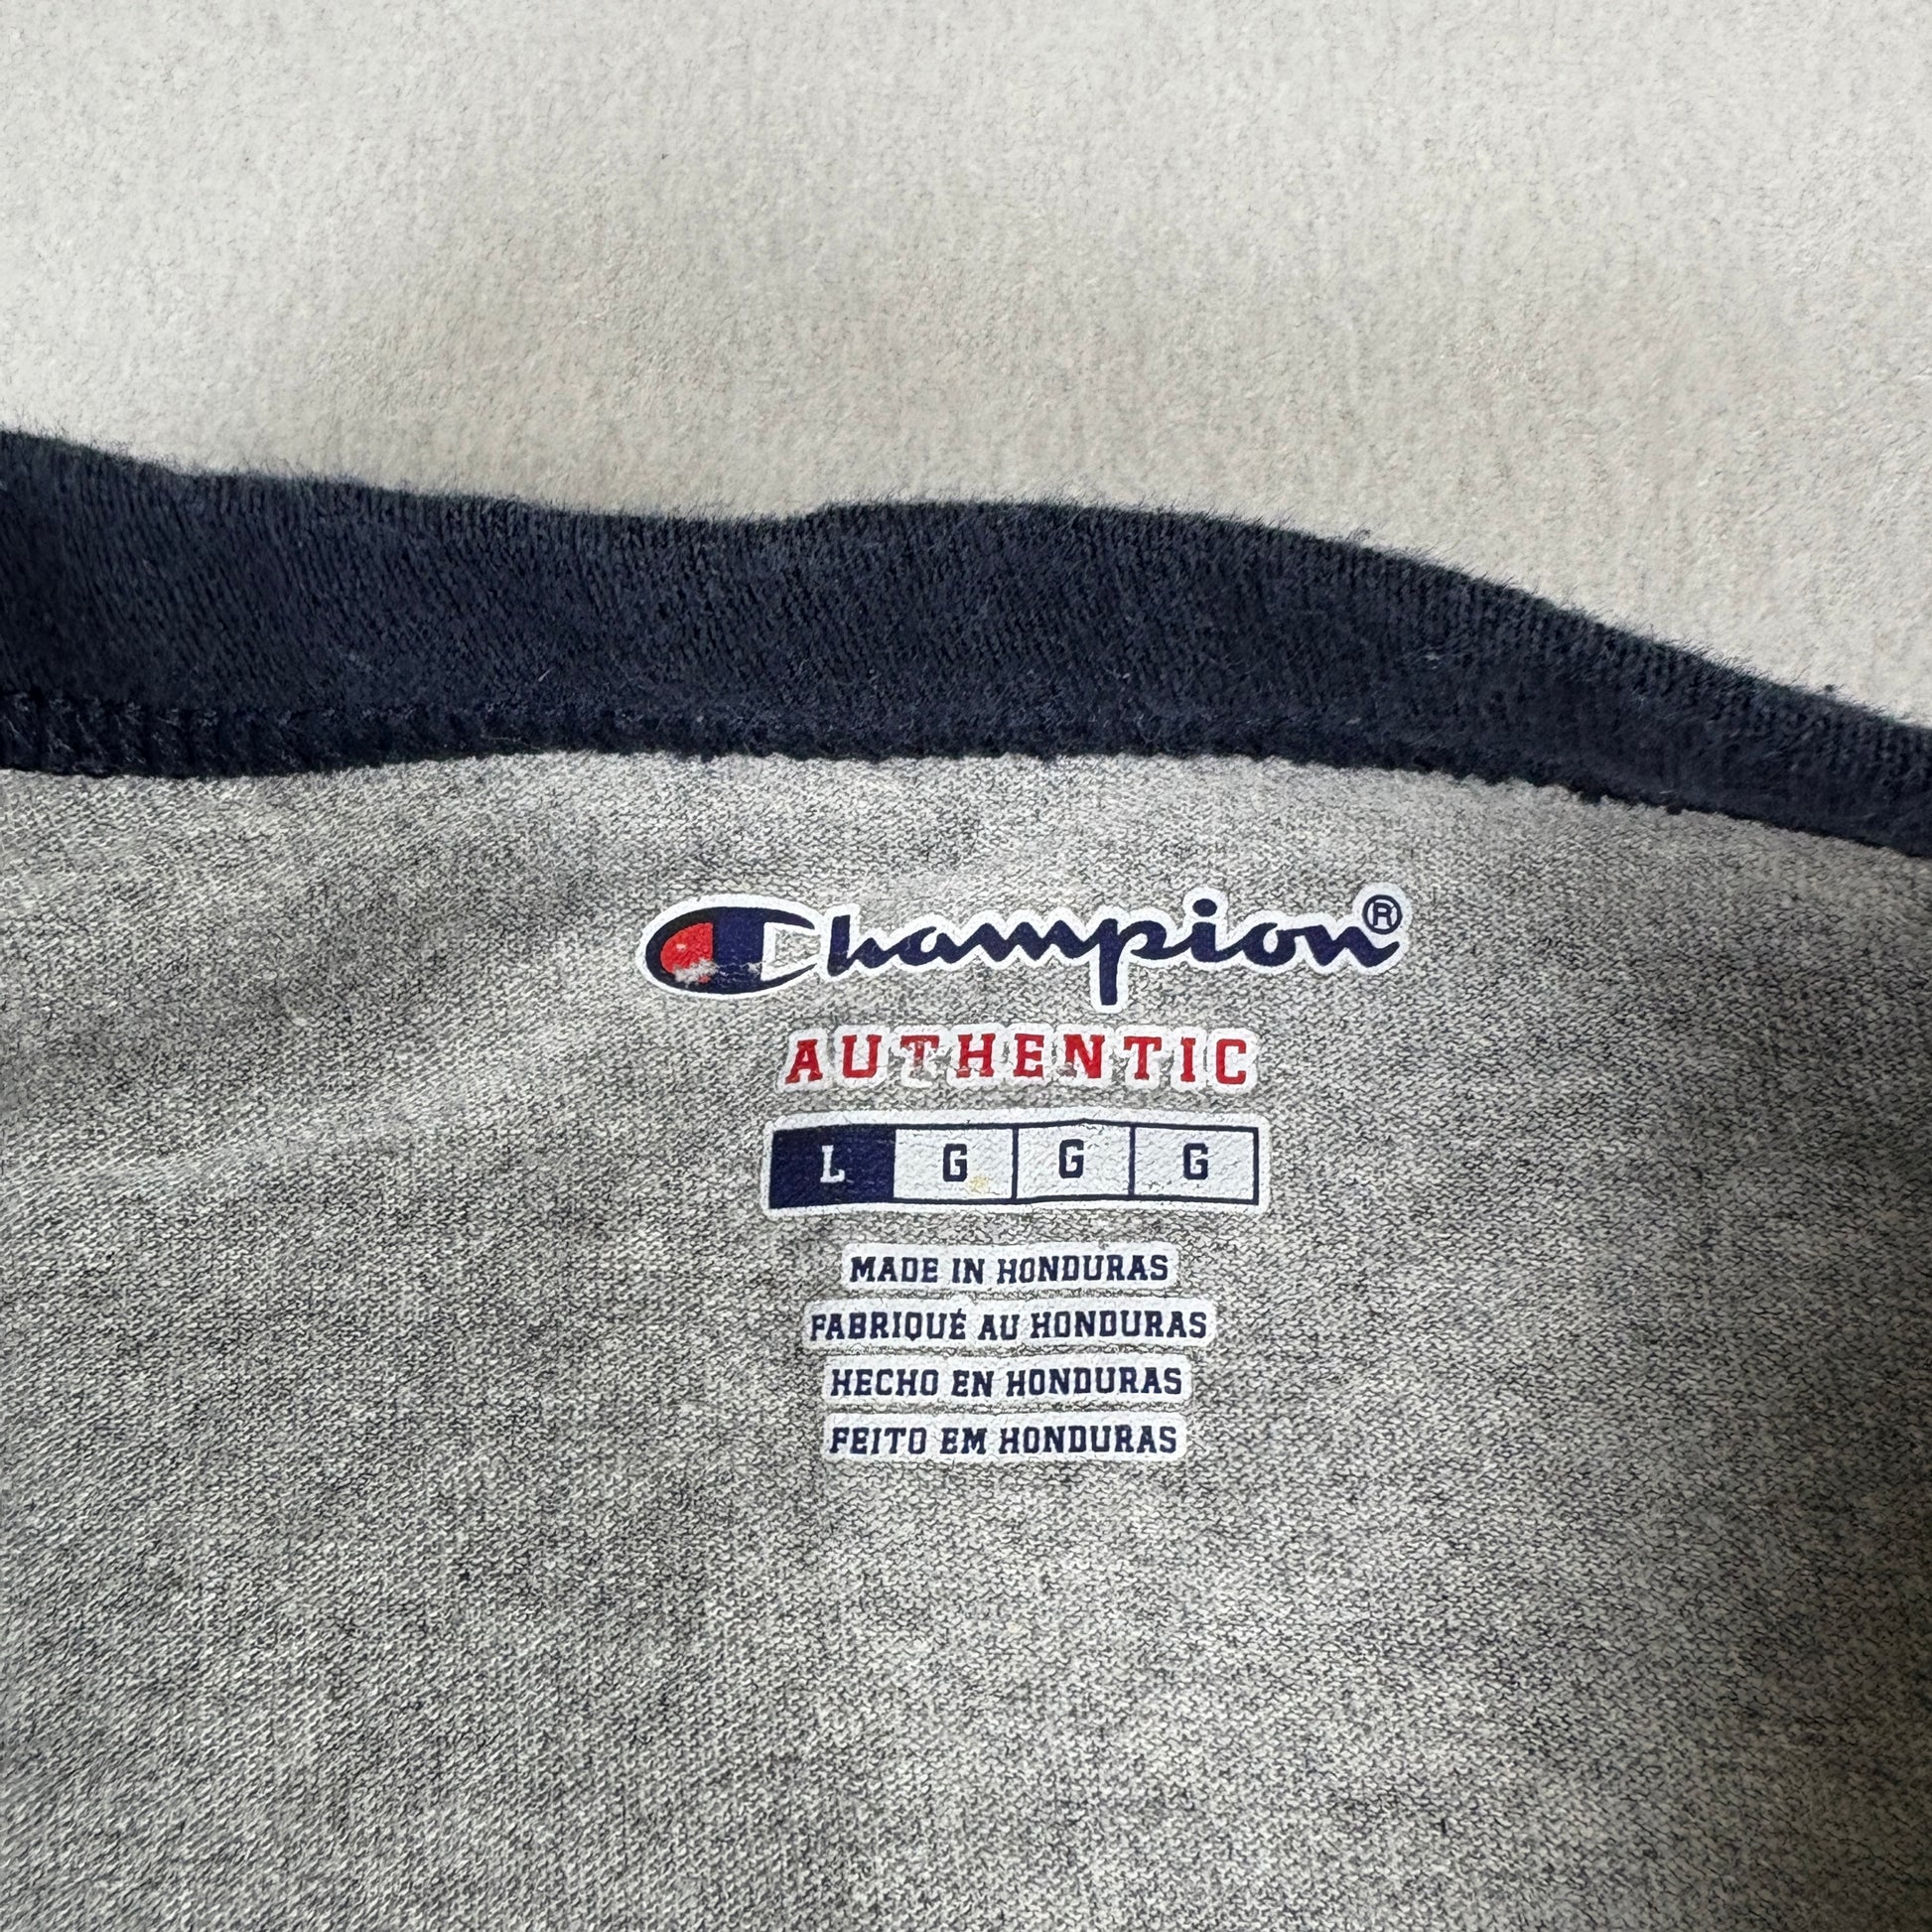 Champion®
AUTHENTIC
L G G G
MADE IN HONDURAS
FABRIQUÉ AU HONDURAS
HECHO EN HONDURAS
FEITO EM HONDURAS